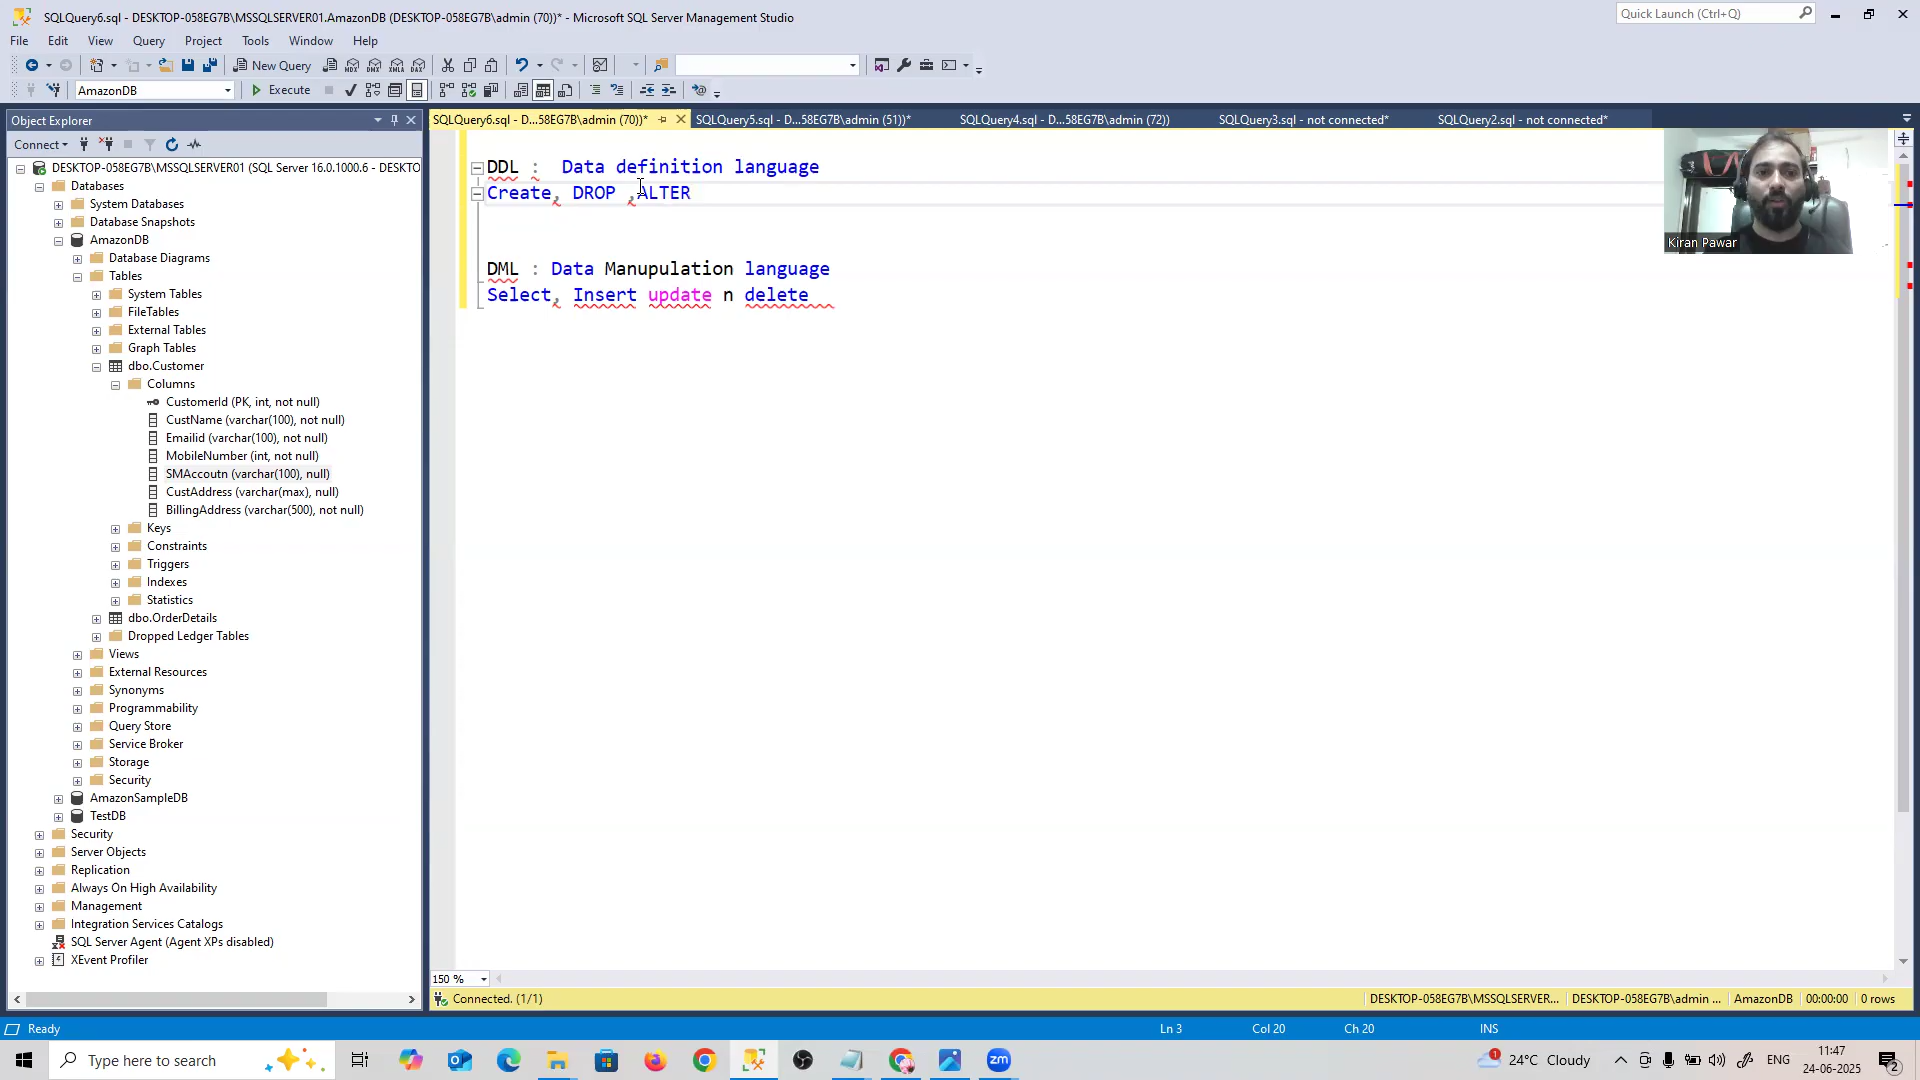 SQLQuery6.sql - DESKTOP-058EG7B\MSSQLSERVER01.AmazonDB (DESKTOP-058EG7B\admin (70))* - Microsoft SQL Server Management Studio
Quick Launch (Ctrl+Q)
File Edit View Query Project Tools Window Help
New Query
AmazonDB Execute
Object Explorer
SQLQuery6.sql - D...58EG7B\admin (70))* SQLQuery5.sql - D...58EG7B\admin (51))* SQLQuery4.sql - D...58EG7B\admin (72)) SQLQuery3.sql - not connected* SQLQuery2.sql - not connected*
Connect
DESKTOP-058EG7B\MSSQLSERVER01 (SQL Server 16.0.1000.6 - DESKTO
Databases
System Databases
Database Snapshots
AmazonDB
Database Diagrams
Tables
System Tables
FileTables
External Tables
Graph Tables
dbo.Customer
Columns
CustomerId (PK, int, not null)
CustName (varchar(100), not null)
Emailid (varchar(100), not null)
MobileNumber (int, not null)
SMAccoutn (varchar(100), null)
CustAddress (varchar(max), null)
BillingAddress (varchar(500), not null)
Keys
Constraints
Triggers
Indexes
Statistics
dbo.OrderDetails
Dropped Ledger Tables
Views
External Resources
Synonyms
Programmability
Query Store
Service Broker
Storage
Security
AmazonSampleDB
TestDB
Security
Server Objects
Replication
Always On High Availability
Management
Integration Services Catalogs
SQL Server Agent (Agent XPs disabled)
XEvent Profiler
DDL :  Data definition language
Create, DROP ,ALTER
DML : Data Manupulation language
Select, Insert update n delete
Kiran Pawar
150 %
Connected. (1/1) DESKTOP-058EG7B\MSSQLSERVER... DESKTOP-058EG7B\admin ... AmazonDB 00:00:00 0 rows
Ready Ln 3 Col 20 Ch 20 INS
Type here to search
zm
1
24°C Cloudy
ENG
11:47
24-06-2025
2